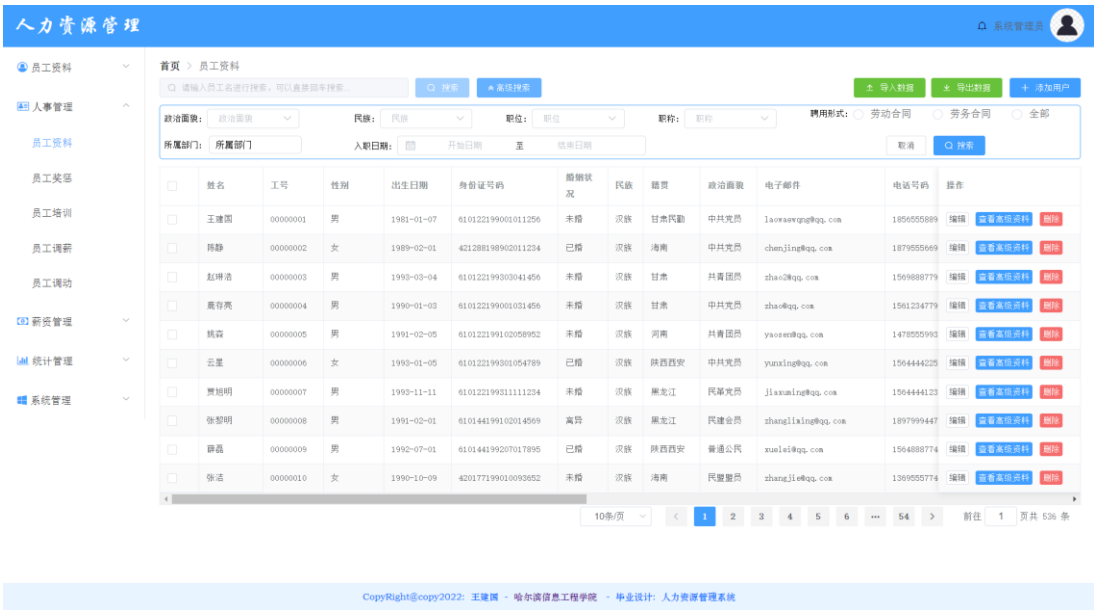 人力资源管理
系统管理员
员工资料
人事管理
员工资料
员工奖惩
员工培训
员工调薪
员工调动
薪资管理
统计管理
系统管理
首页 > 员工资料
请输入员工名进行搜索，可以直接回车搜索... 搜索 高级搜索 导入数据 导出数据 + 添加用户
政治面貌： 政治面貌 民族： 民族 职位： 职位 职称： 职称 聘用形式： 劳动合同 劳务合同 全部
所属部门： 所属部门 入职日期： 开始日期 至 结束日期 取消 搜索
姓名 工号 性别 出生日期 身份证号码 婚姻状况 民族 籍贯 政治面貌 电子邮件 电话号码 操作
王建国 00000001 男 1981-01-07 610122199001011256 未婚 汉族 甘肃民勤 中共党员 1856555889 编辑 查看高级资料 删除
陈静 00000002 女 1989-02-01 421288198902011234 已婚 汉族 海南 中共党员 chenjing@qq.com 1879555669 编辑 查看高级资料 删除
赵琳浩 00000003 男 1993-03-04 610122199303041456 未婚 汉族 甘肃 共青团员 zhao2@qq.com 1569888779 编辑 查看高级资料 删除
鹿存亮 00000004 男 1990-01-03 610122199001031456 未婚 汉族 甘肃 中共党员 zhao@qq.com 1561234779 编辑 查看高级资料 删除
姚森 00000005 男 1991-02-05 610122199102058952 未婚 汉族 河南 共青团员 yaosen@qq.com 1478555993 编辑 查看高级资料 删除
云星 00000006 女 1993-01-05 610122199301054789 已婚 汉族 陕西西安 中共党员 yunxing@qq.com 1564444225 编辑 查看高级资料 删除
贾旭明 00000007 男 1993-11-11 610122199311111234 未婚 汉族 黑龙江 民革党员 jiaxuming@qq.com 1564444123 编辑 查看高级资料 删除
张黎明 00000008 男 1991-02-01 610144199102014569 离异 汉族 黑龙江 民建会员 zhangliming@qq.com 1897999447 编辑 查看高级资料 删除
薛磊 00000009 男 1992-07-01 610144199207017895 已婚 汉族 陕西西安 普通公民 xuelei@qq.com 1564888774 编辑 查看高级资料 删除
张洁 00000010 女 1990-10-09 420177199010093652 未婚 汉族 海南 民盟盟员 zhangjie@qq.com 1369555774 编辑 查看高级资料 删除
10条/页 < 1 2 3 4 5 6 ••• 54 > 前往 1 页共 536 条
CopyRight@copy2022: 王建国 - 哈尔滨信息工程学院 - 毕业设计: 人力资源管理系统